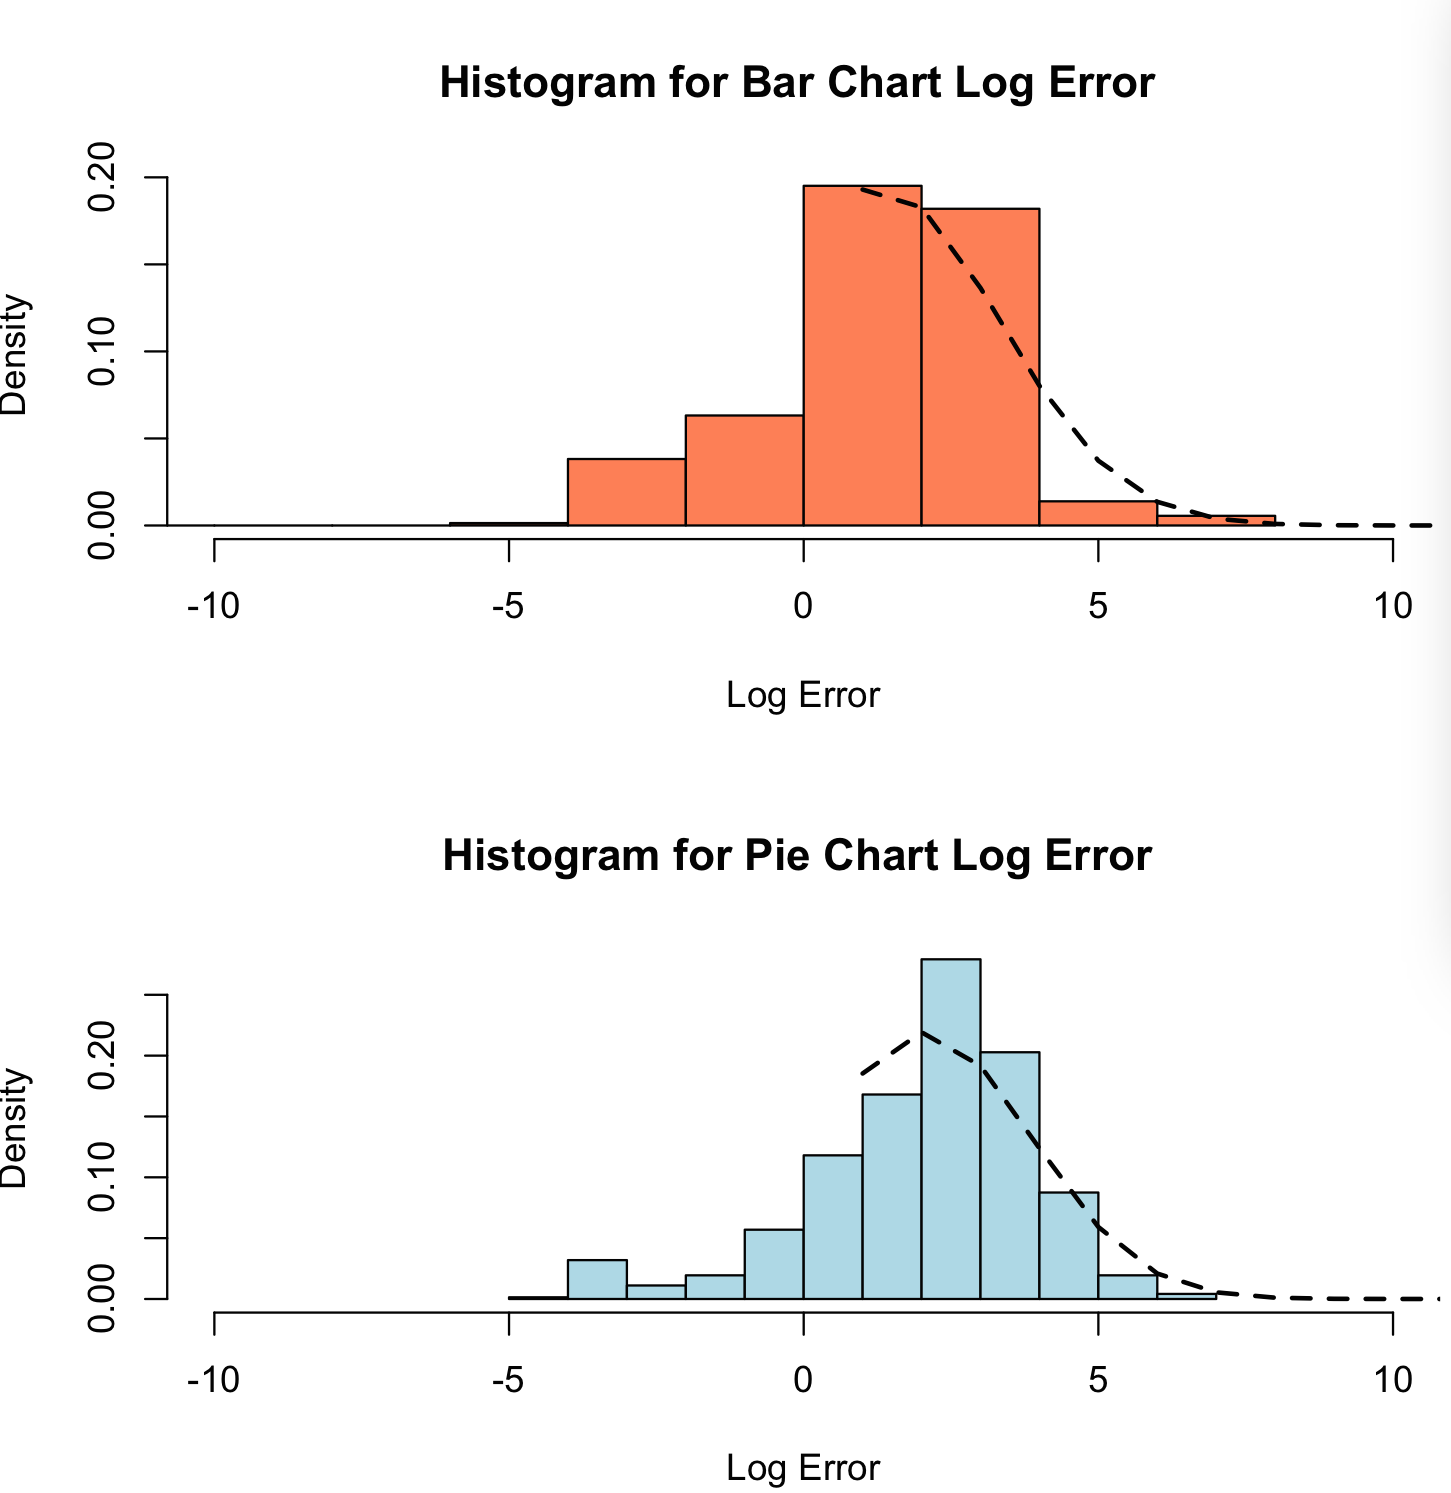 Histogram for Bar Chart Log Error
0.20
0.10
0.00
Density
-10 -5 0 5 10
Log Error
Histogram for Pie Chart Log Error
0.20
0.10
0.00
Density
-10 -5 0 5 10
Log Error